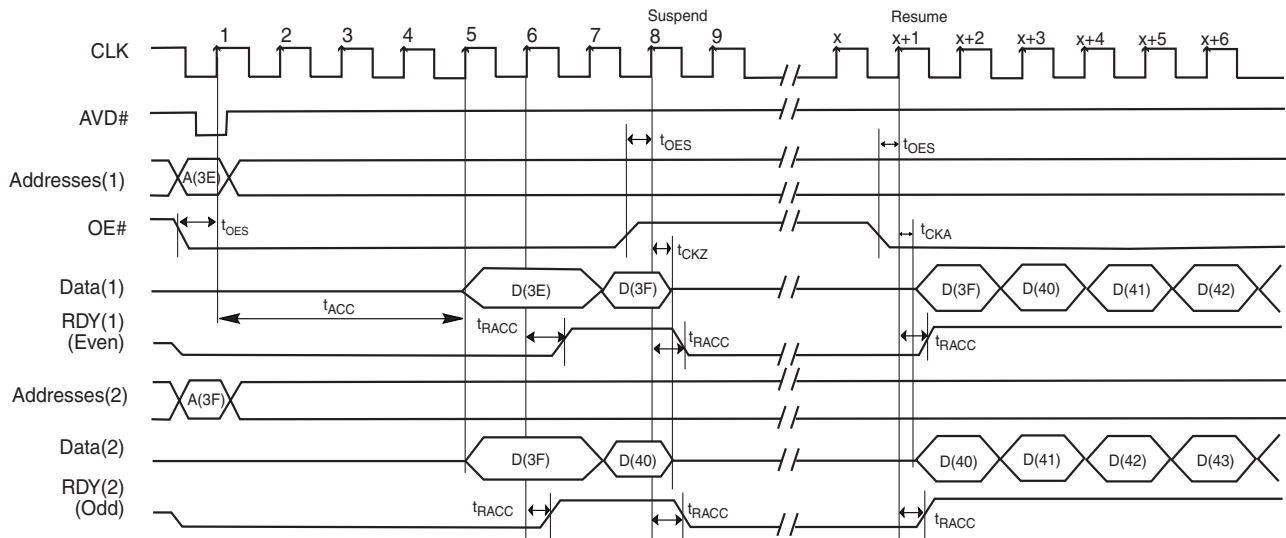 Suspend Resume
CLK 1 2 3 4 5 6 7 8 9 x x+1 x+2 x+3 x+4 x+5 x+6
AVD#
tOES tOES
Addresses(1) A(3E)
OE# tOES tCKZ tCKA
Data(1) D(3E) D(3F) D(3F) D(40) D(41) D(42)
tACC
RDY(1) tRACC tRACC tRACC
(Even)
Addresses(2) A(3F)
Data(2) D(3F) D(40) D(40) D(41) D(42) D(43)
RDY(2)
(Odd) tRACC tRACC tRACC